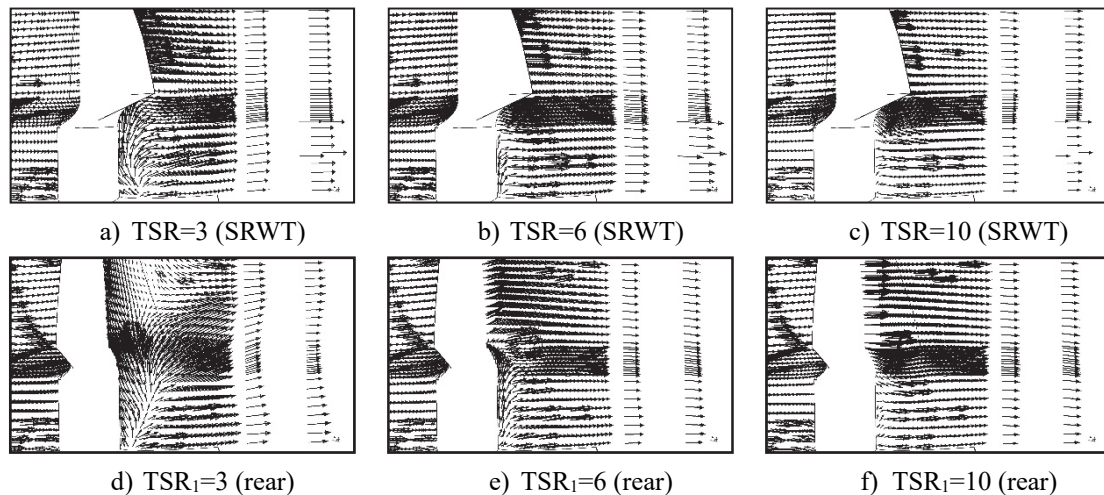 a) TSR=3 (SRWT)
b) TSR=6 (SRWT)
c) TSR=10 (SRWT)
d) TSR₁=3 (rear)
e) TSR₁=6 (rear)
f) TSR₁=10 (rear)